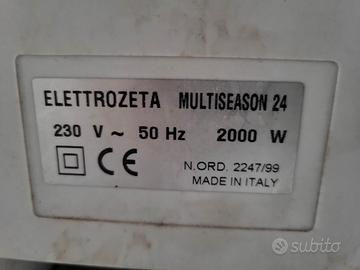 ELETTROZETA MULTISEASON 24
230 V ~ 50 Hz 2000 W
CE
N.ORD. 2247/99
MADE IN ITALY
subito